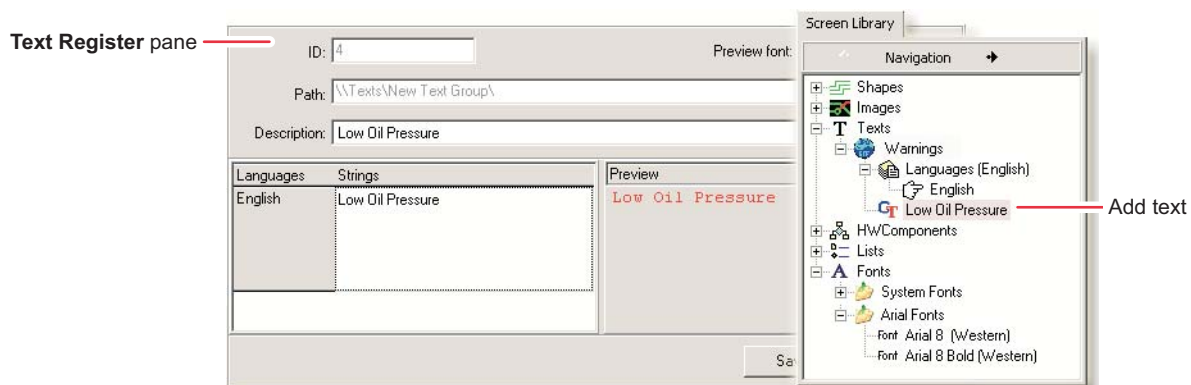 Text Register pane
ID: 4
Preview font:
Path: \\Texts\New Text Group\
Description: Low Oil Pressure
Languages Strings
English Low Oil Pressure
Preview
Low Oil Pressure
Screen Library
Navigation
Shapes
Images
T Texts
Warnings
Languages (English)
English
GT Low Oil Pressure
Add text
HWComponents
Lists
A Fonts
System Fonts
Arial Fonts
Font Arial 8 (Western)
Font Arial 8 Bold (Western)